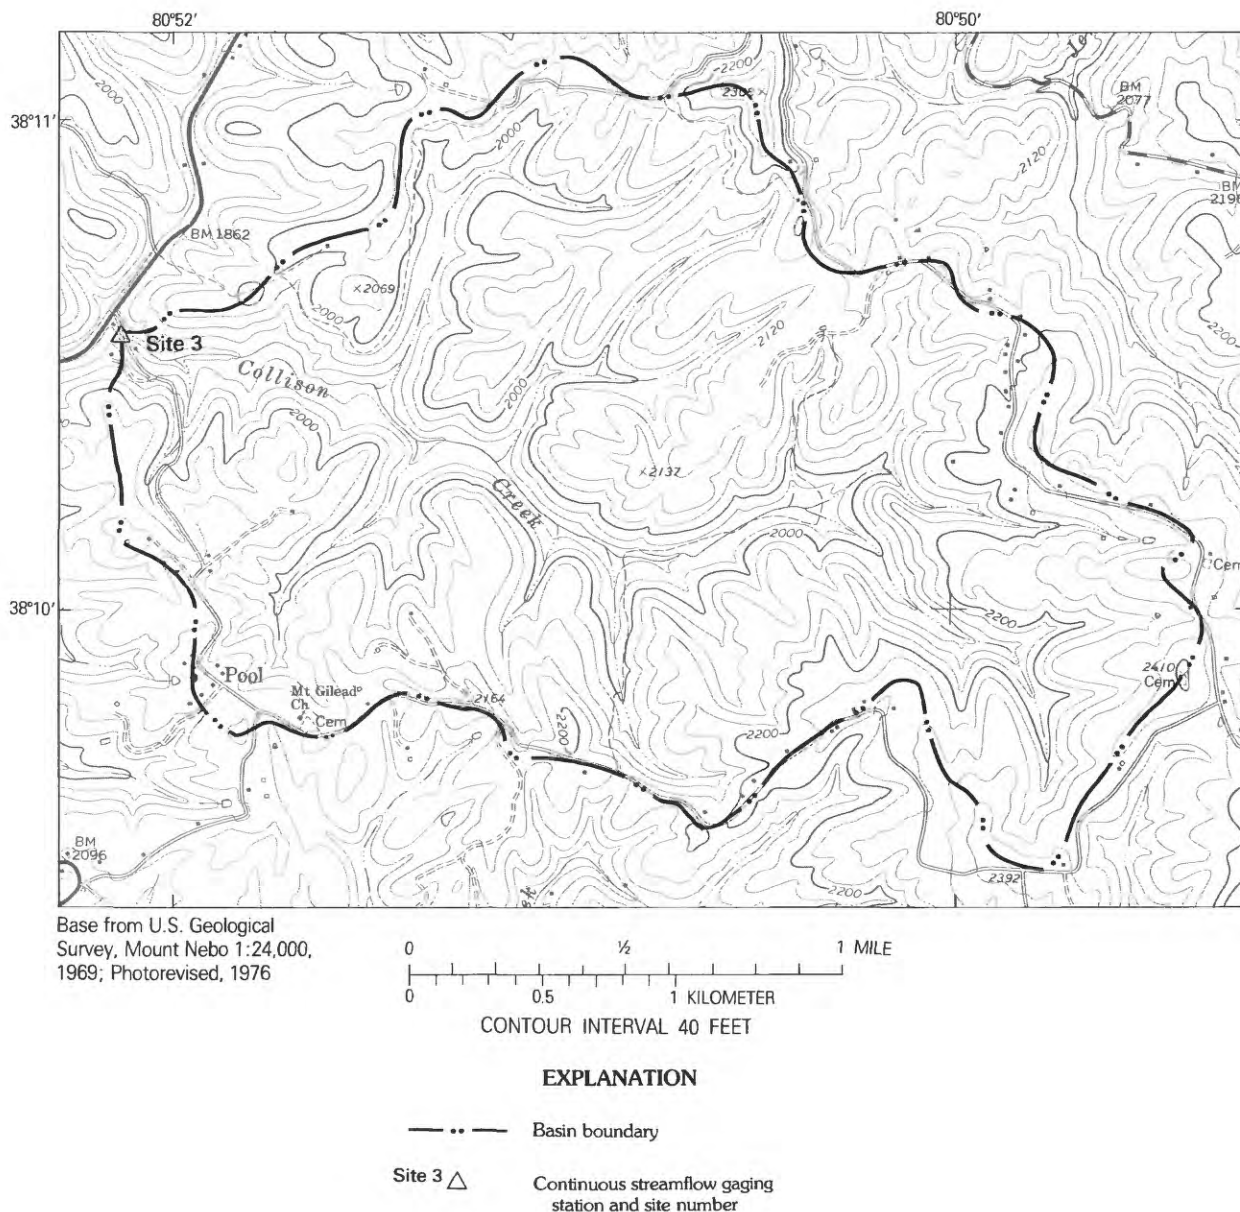 80°52′
80°50′
2000
2200
2302×
BM
2077
38°11′
2000
2120
BM
2196
BM 1862
×2069
2000
Site 3
2120
2200
Collison
2000
2000
×2137
Creek
2000
Cem
38°10′
2200
2410
Cem
Pool
Mt Gilead
Ch
Cem
2164
2200
2200
BM
2096
2392
2200
Base from U.S. Geological
Survey, Mount Nebo 1:24,000,
1969; Photorevised, 1976
0 ½ 1 MILE
0 0.5 1 KILOMETER
CONTOUR INTERVAL 40 FEET
EXPLANATION
Basin boundary
Site 3 Continuous streamflow gaging
station and site number